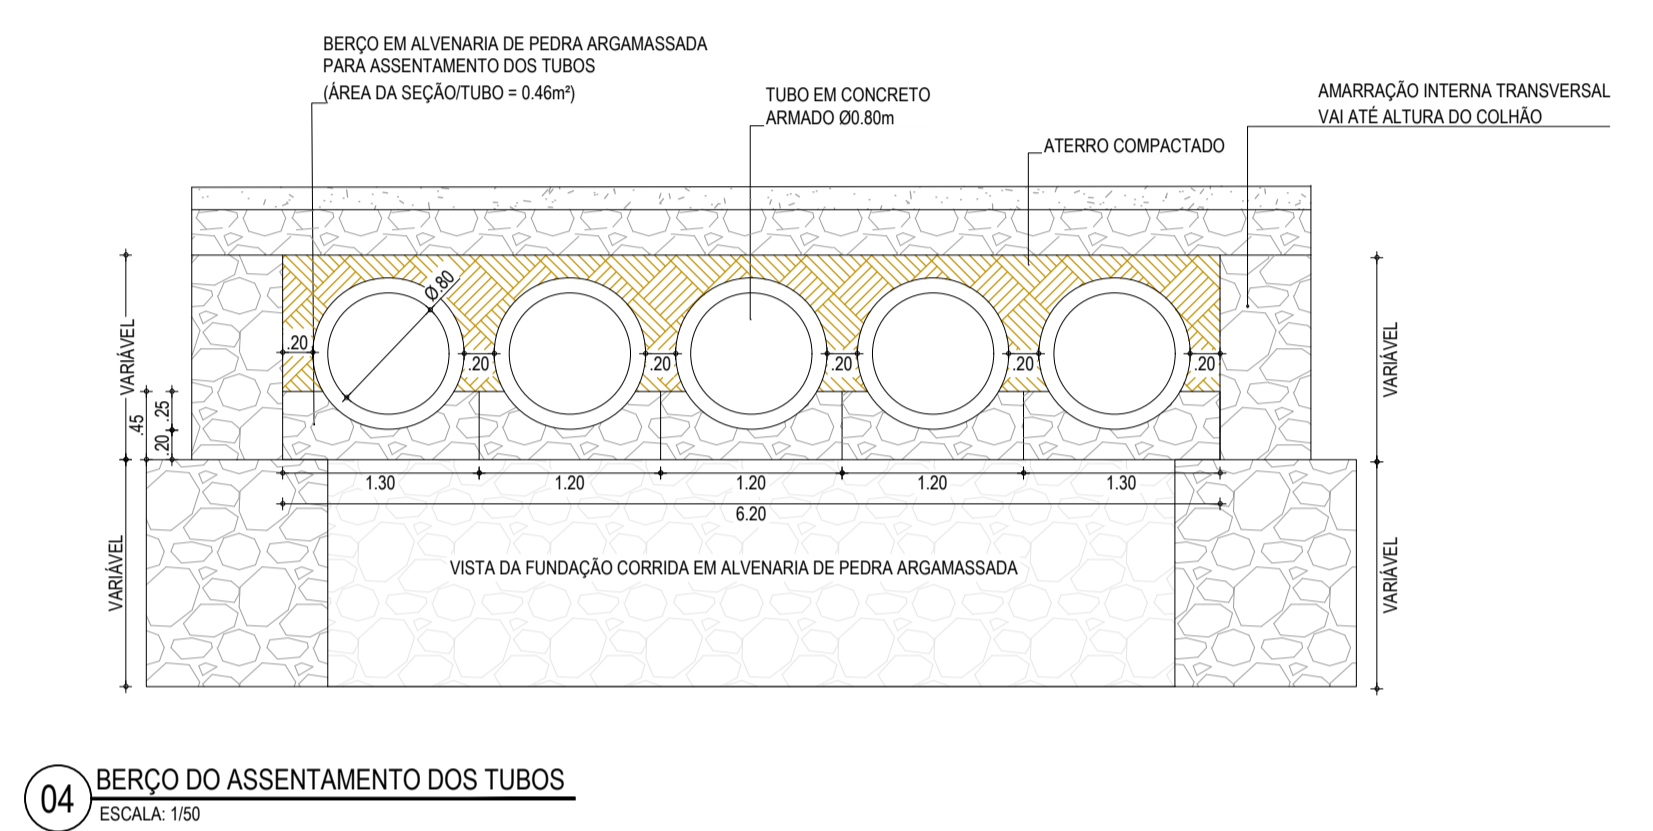 BERÇO EM ALVENARIA DE PEDRA ARGAMASSADA
PARA ASSENTAMENTO DOS TUBOS
(ÁREA DA SEÇÃO/TUBO = 0.46m²)
TUBO EM CONCRETO
ARMADO Ø0.80m
ATERRO COMPACTADO
AMARRAÇÃO INTERNA TRANSVERSAL
VAI ATÉ ALTURA DO COLHÃO
Ø.80
.20
.20
.20
.20
.20
.20
VARIÁVEL
VARIÁVEL
.45
.25
.20
1.30
1.20
1.20
1.20
1.30
6.20
VISTA DA FUNDAÇÃO CORRIDA EM ALVENARIA DE PEDRA ARGAMASSADA
VARIÁVEL
VARIÁVEL
04
BERÇO DO ASSENTAMENTO DOS TUBOS
ESCALA: 1/50